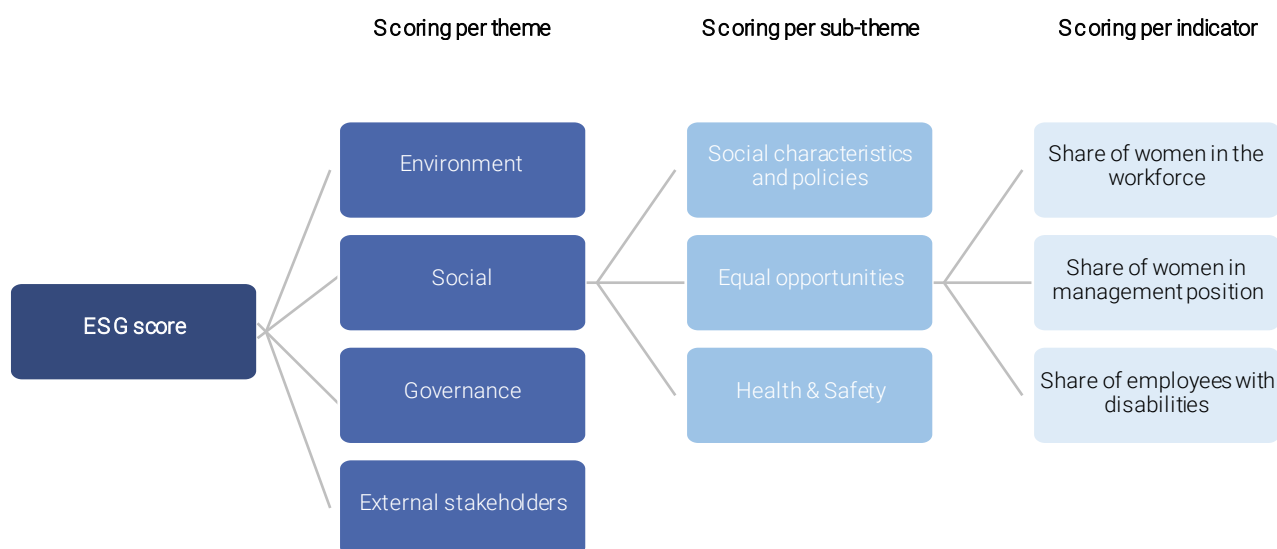 Scoring per theme
Scoring per sub-theme
Scoring per indicator
ESG score
Environment
Social
Governance
External stakeholders
Social characteristics
and policies
Equal opportunities
Health & Safety
Share of women in the
workforce
Share of women in
management position
Share of employees with
disabilities